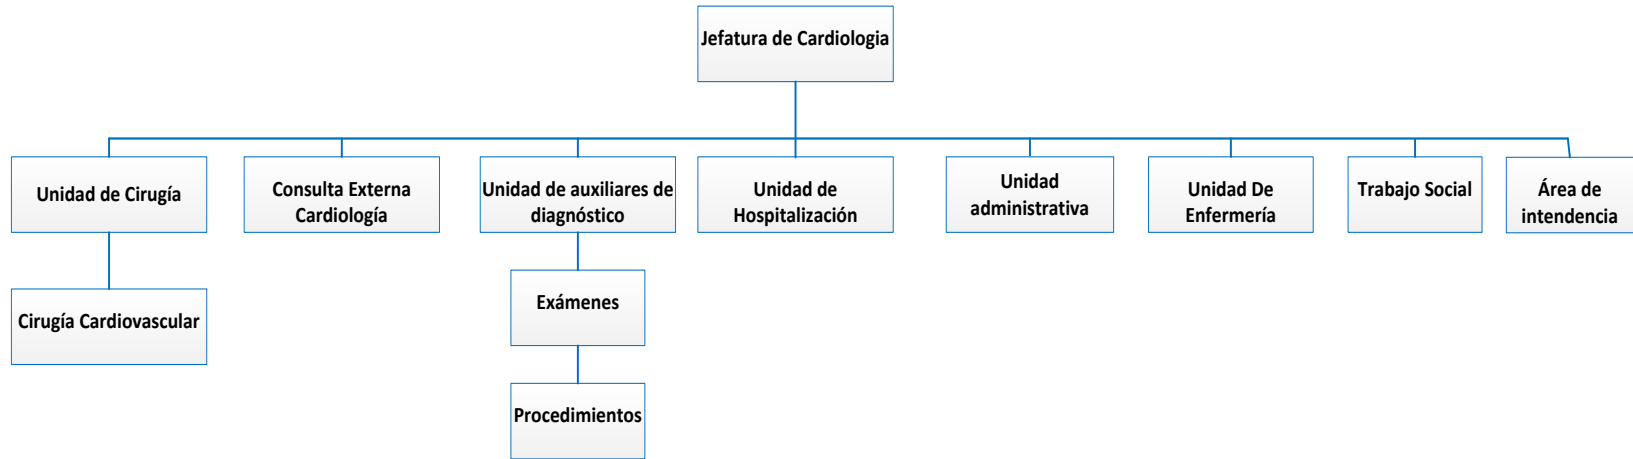 Jefatura de Cardiologia
Unidad de Cirugía
Consulta Externa
Cardiología
Unidad de auxiliares de
diagnóstico
Unidad de
Hospitalización
Unidad
administrativa
Unidad De
Enfermería
Trabajo Social
Área de
intendencia
Cirugía Cardiovascular
Exámenes
Procedimientos